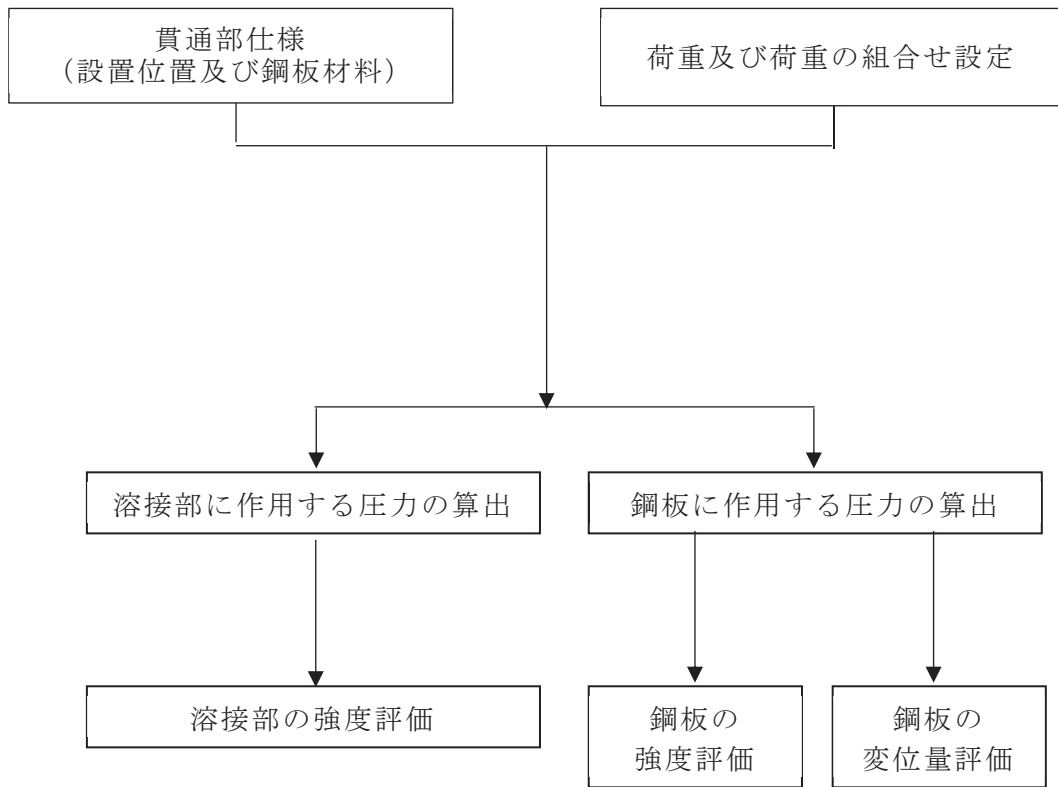 貫通部仕様
（設置位置及び鋼板材料）
荷重及び荷重の組合せ設定
溶接部に作用する圧力の算出
鋼板に作用する圧力の算出
溶接部の強度評価
鋼板の
強度評価
鋼板の
変位量評価